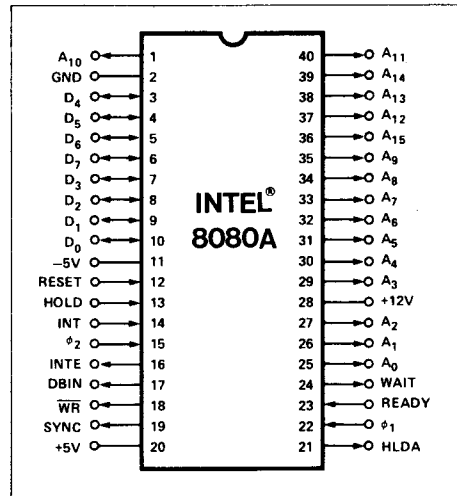 A10 1 40 A11
GND 2 39 A14
D4 3 38 A13
D5 4 37 A12
D6 5 36 A15
D7 6 35 A9
D3 7 34 A8
D2 8 33 A7
D1 9 32 A6
D0 10 31 A5
−5V 11 30 A4
RESET 12 29 A3
HOLD 13 28 +12V
INT 14 27 A2
ϕ2 15 26 A1
INTE 16 25 A0
DBIN 17 24 WAIT
W̅R̅ 18 23 READY
SYNC 19 22 ϕ1
+5V 20 21 HLDA
INTEL®
8080A